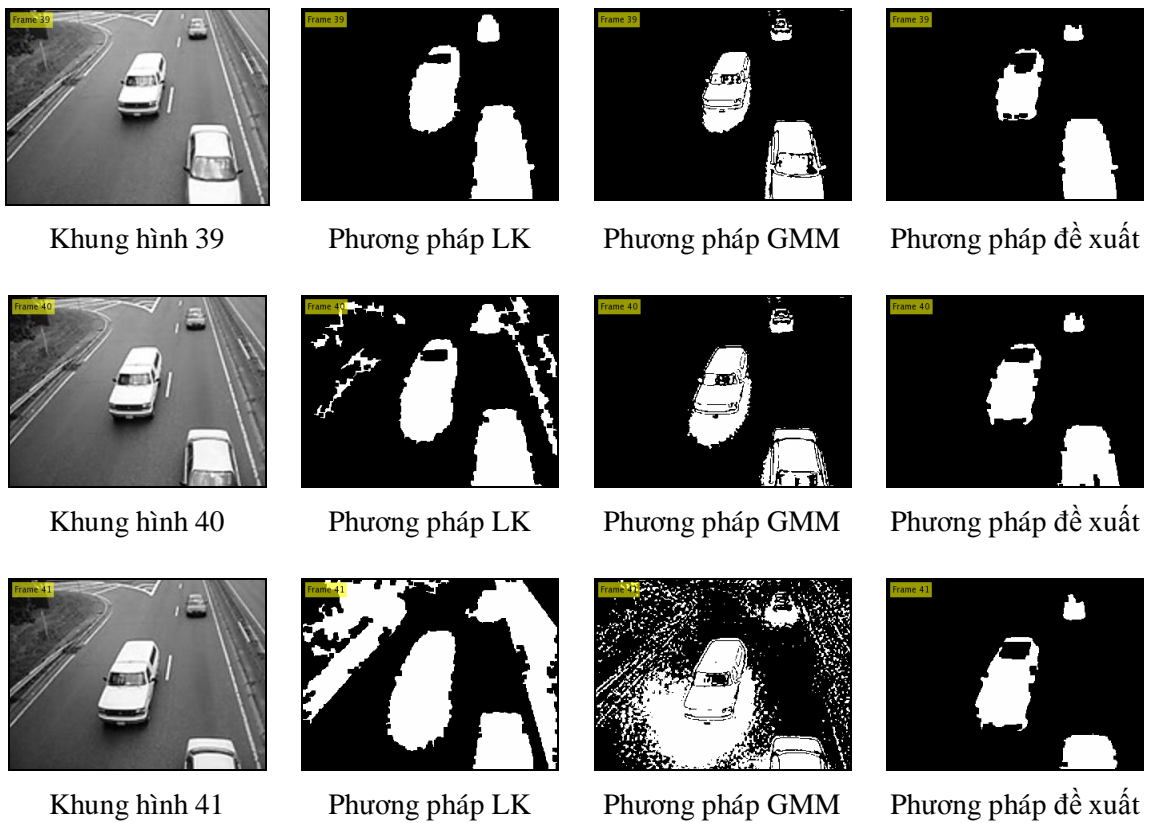 Frame 39
Frame 39
Frame 39
Frame 39
Khung hình 39
Phương pháp LK
Phương pháp GMM
Phương pháp đề xuất
Frame 40
Frame 40
Frame 40
Frame 40
Khung hình 40
Phương pháp LK
Phương pháp GMM
Phương pháp đề xuất
Frame 41
Frame 41
Frame 41
Frame 41
Khung hình 41
Phương pháp LK
Phương pháp GMM
Phương pháp đề xuất